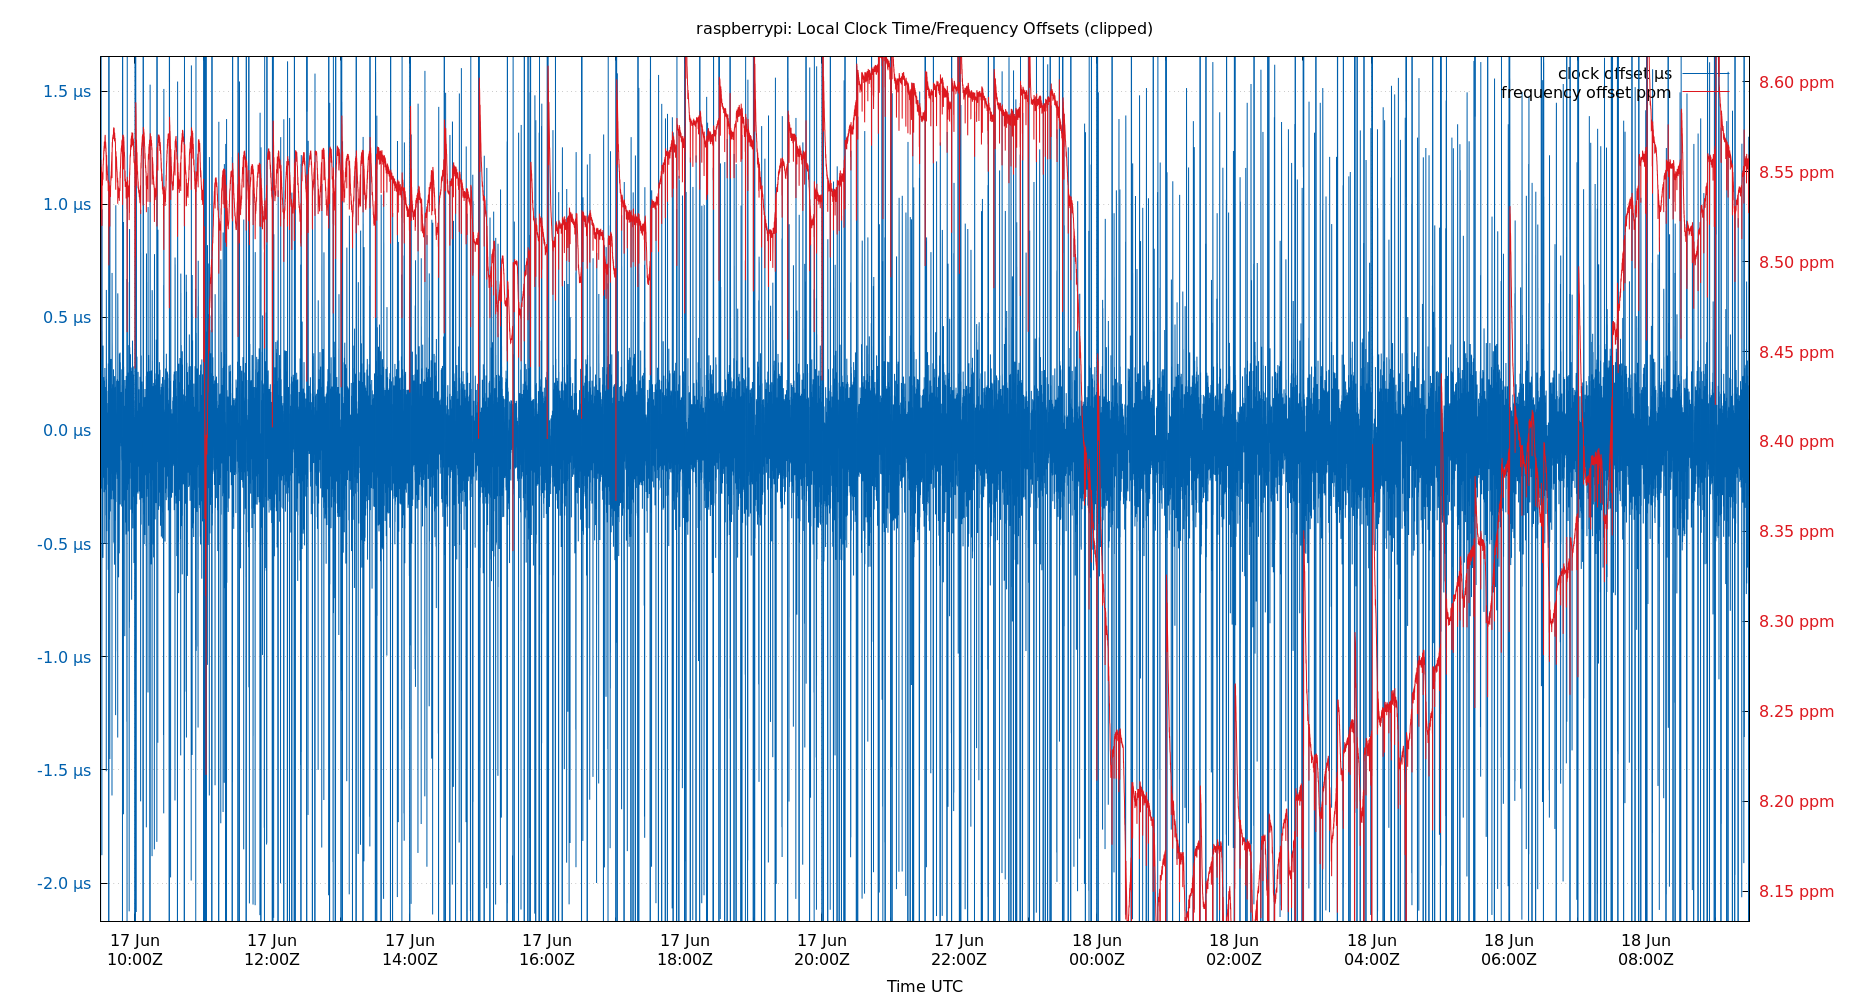 raspberrypi: Local Clock Time/Frequency Offsets (clipped)
clock offset µs
frequency offset ppm
1.5 µs
1.0 µs
0.5 µs
0.0 µs
-0.5 µs
-1.0 µs
-1.5 µs
-2.0 µs
8.60 ppm
8.55 ppm
8.50 ppm
8.45 ppm
8.40 ppm
8.35 ppm
8.30 ppm
8.25 ppm
8.20 ppm
8.15 ppm
17 Jun 17 Jun 17 Jun 17 Jun 17 Jun 17 Jun 17 Jun 18 Jun 18 Jun 18 Jun 18 Jun 18 Jun
10:00Z 12:00Z 14:00Z 16:00Z 18:00Z 20:00Z 22:00Z 00:00Z 02:00Z 04:00Z 06:00Z 08:00Z
Time UTC